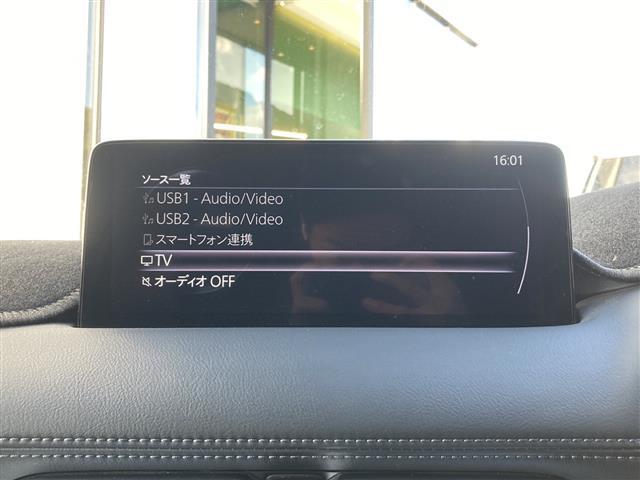 16:01
ソース一覧
USB1 - Audio/Video
USB2 - Audio/Video
スマートフォン連携
TV
オーディオ OFF